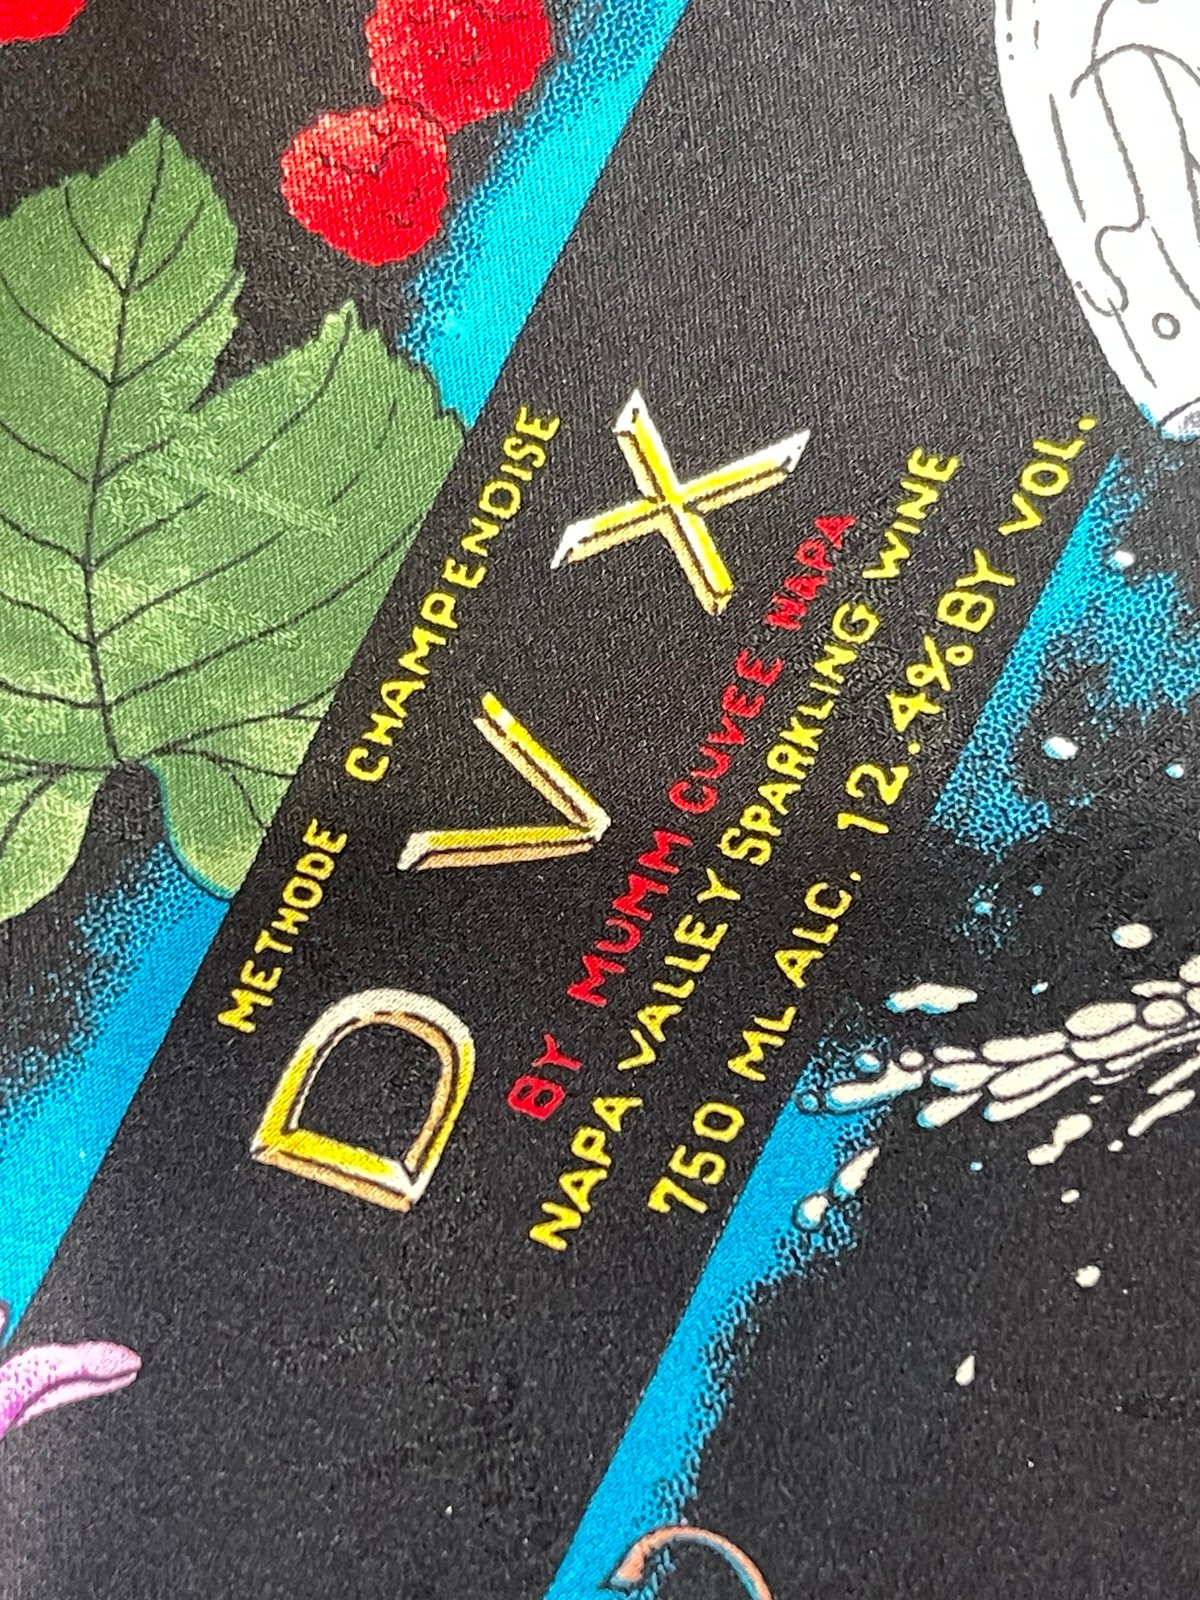 METHODE CHAMPENOISE
DVX
BY MUMM CUVEE NAPA
NAPA VALLEY SPARKLING WINE
750 ML ALC. 12.4% BY VOL.